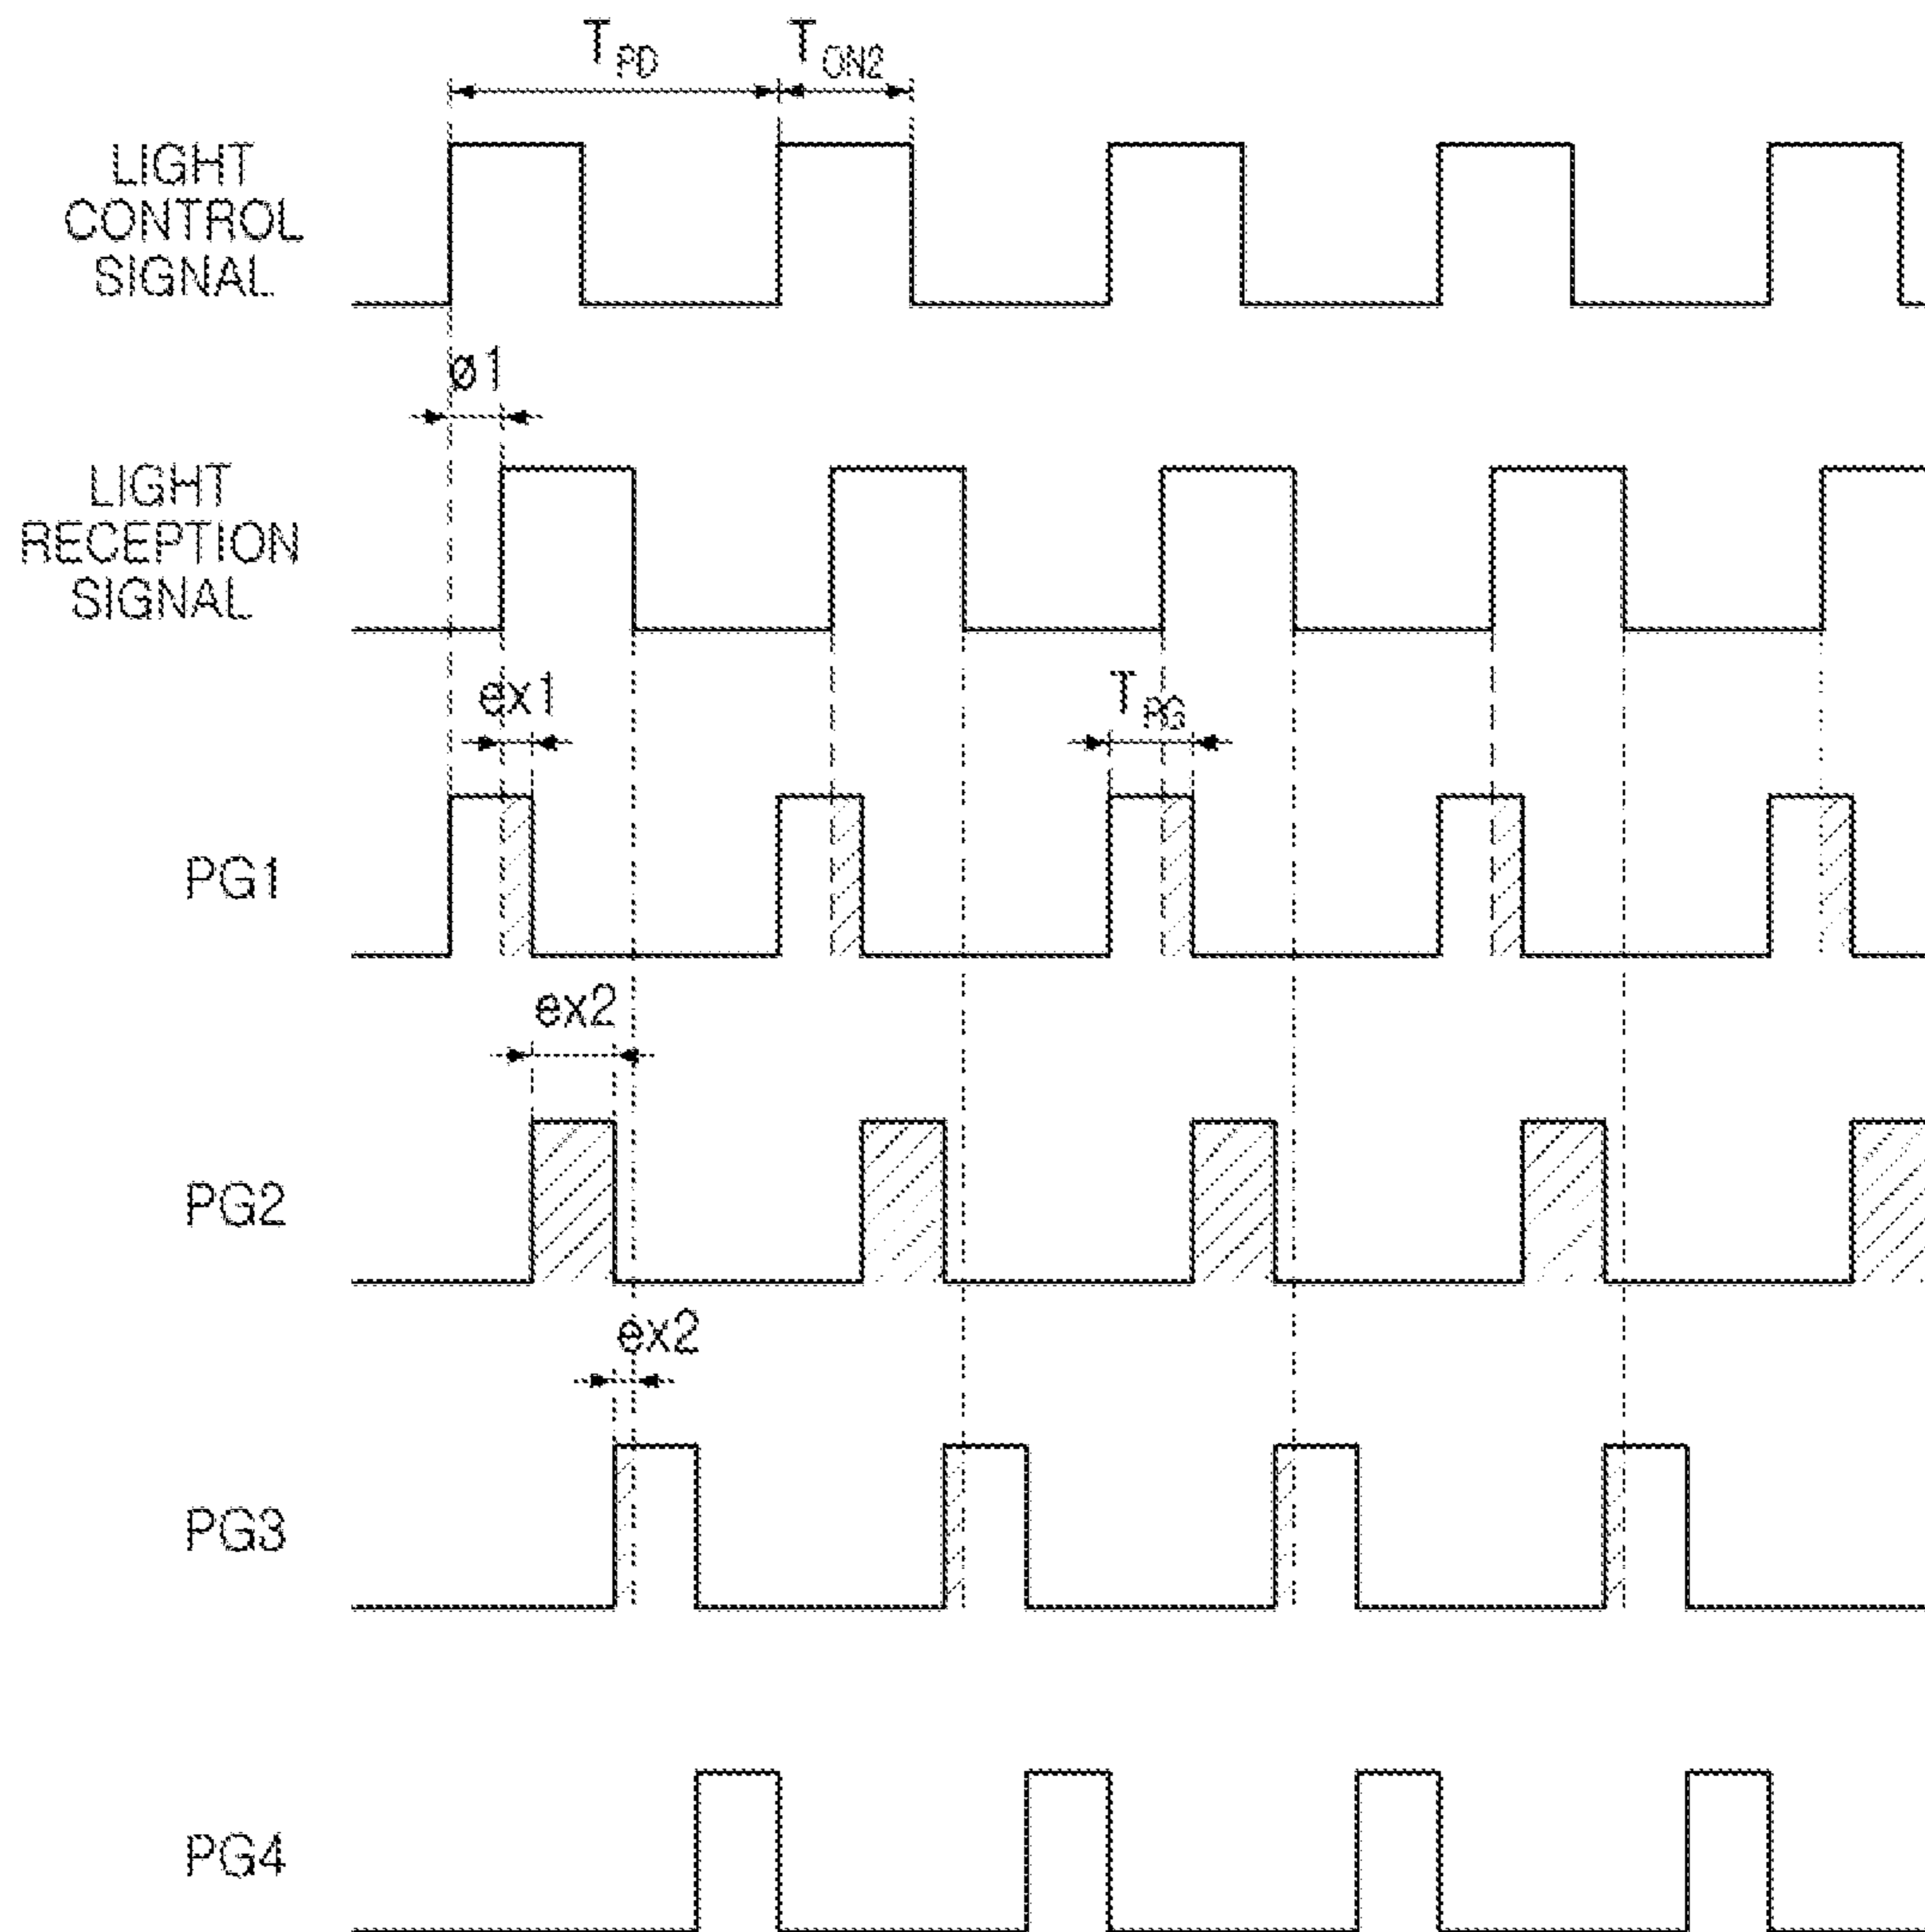 T_PD T_ON2
LIGHT
CONTROL
SIGNAL
ø1
LIGHT
RECEPTION
SIGNAL
ex1 T_PG
PG1
ex2
PG2
ex2
PG3
PG4